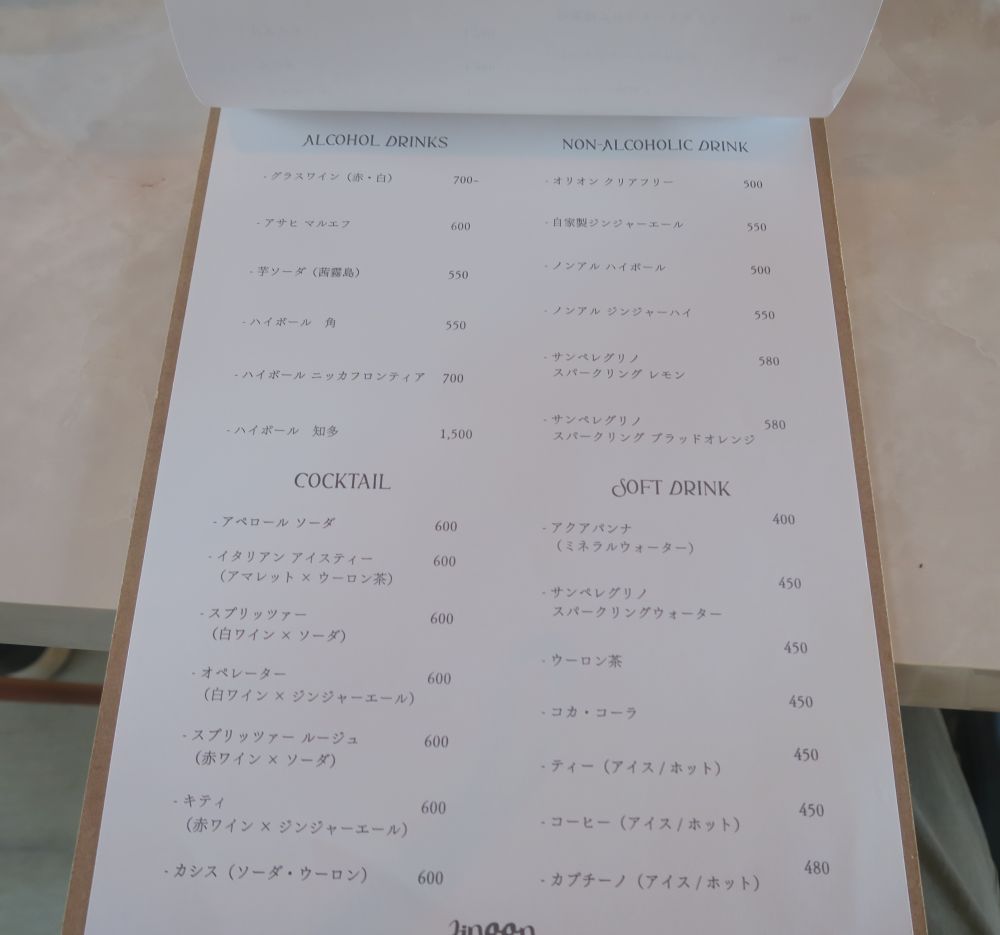 ALCOHOL DRINKS
- グラスワイン（赤・白） 700~
- アサヒ マルエフ 600
- 芋ソーダ（茜霧島） 550
- ハイボール　角 550
- ハイボール ニッカフロンティア 700
- ハイボール　知多 1,500
COCKTAIL
- アペロール ソーダ 600
- イタリアン アイスティー 600
（アマレット × ウーロン茶）
- スプリッツァー 600
（白ワイン × ソーダ）
- オペレーター 600
（白ワイン × ジンジャーエール）
- スプリッツァー ルージュ 600
（赤ワイン × ソーダ）
- キティ 600
（赤ワイン × ジンジャーエール）
- カシス（ソーダ・ウーロン） 600
NON-ALCOHOLIC DRINK
- オリオン クリアフリー 500
- 自家製ジンジャーエール 550
- ノンアル ハイボール 500
- ノンアル ジンジャーハイ 550
- サンペレグリノ 580
スパークリング レモン
- サンペレグリノ 580
スパークリング ブラッドオレンジ
SOFT DRINK
- アクアパンナ 400
（ミネラルウォーター）
- サンペレグリノ 450
スパークリングウォーター
- ウーロン茶 450
- コカ・コーラ 450
- ティー（アイス / ホット） 450
- コーヒー（アイス / ホット） 450
- カプチーノ（アイス / ホット） 480